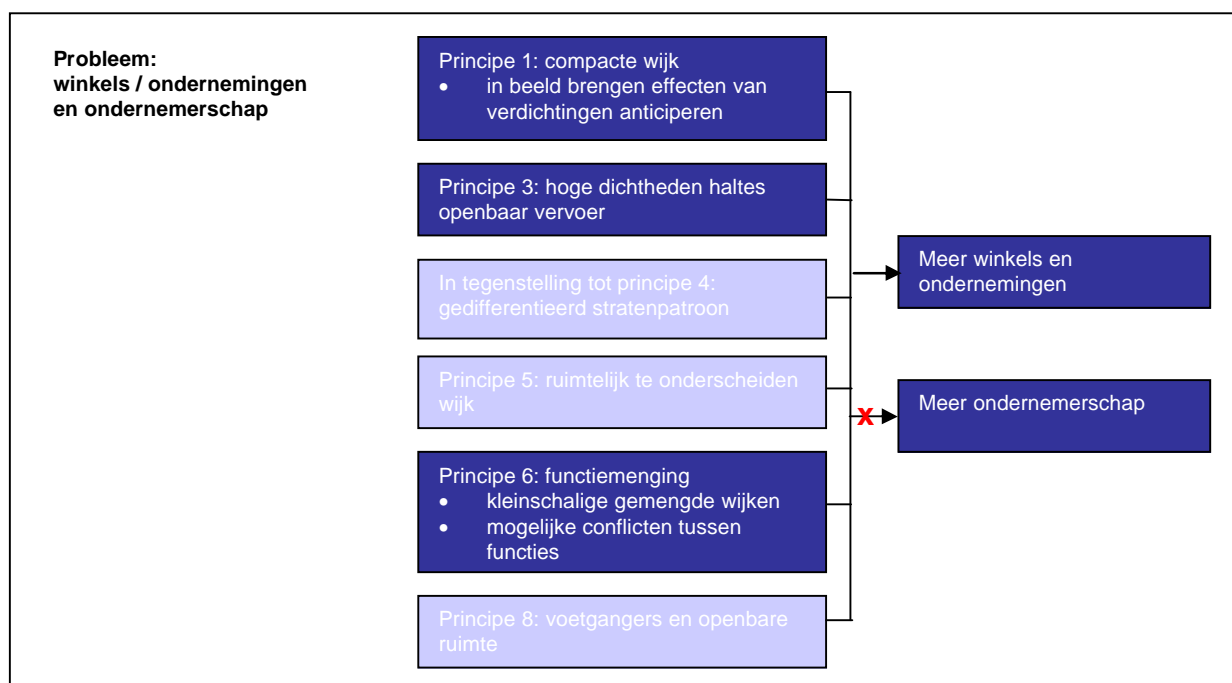 Probleem:
winkels / ondernemingen
en ondernemerschap
Principe 1: compacte wijk
• in beeld brengen effecten van
verdichtingen anticiperen
Principe 3: hoge dichtheden haltes
openbaar vervoer
In tegenstelling tot principe 4:
gedifferentieerd stratenpatroon
Principe 5: ruimtelijk te onderscheiden
wijk
Principe 6: functiemenging
• kleinschalige gemengde wijken
• mogelijke conflicten tussen
functies
Principe 8: voetgangers en openbare
ruimte
Meer winkels en
ondernemingen
X
Meer ondernemerschap